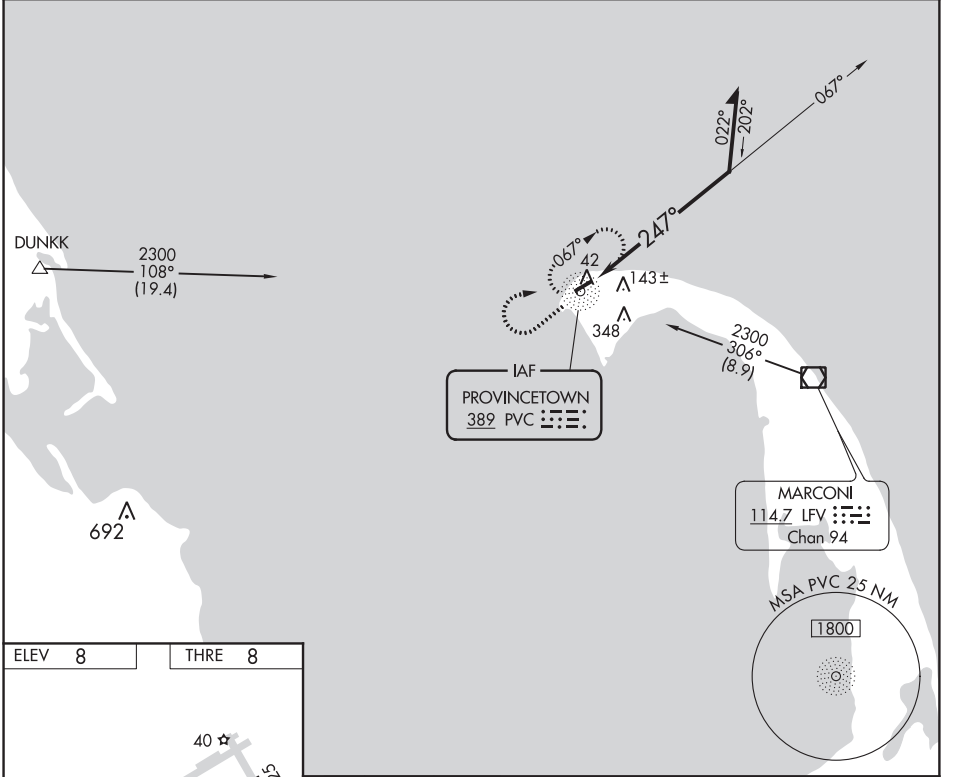 067°
022°
202°
247°
DUNKK
2300
108°
(19.4)
067°
42
143±
348
2300
306°
(8.9)
IAF
PROVINCETOWN
389 PVC
MARCONI
114.7 LFV
Chan 94
692
MSA PVC 25 NM
1800
ELEV 8
THRE 8
40